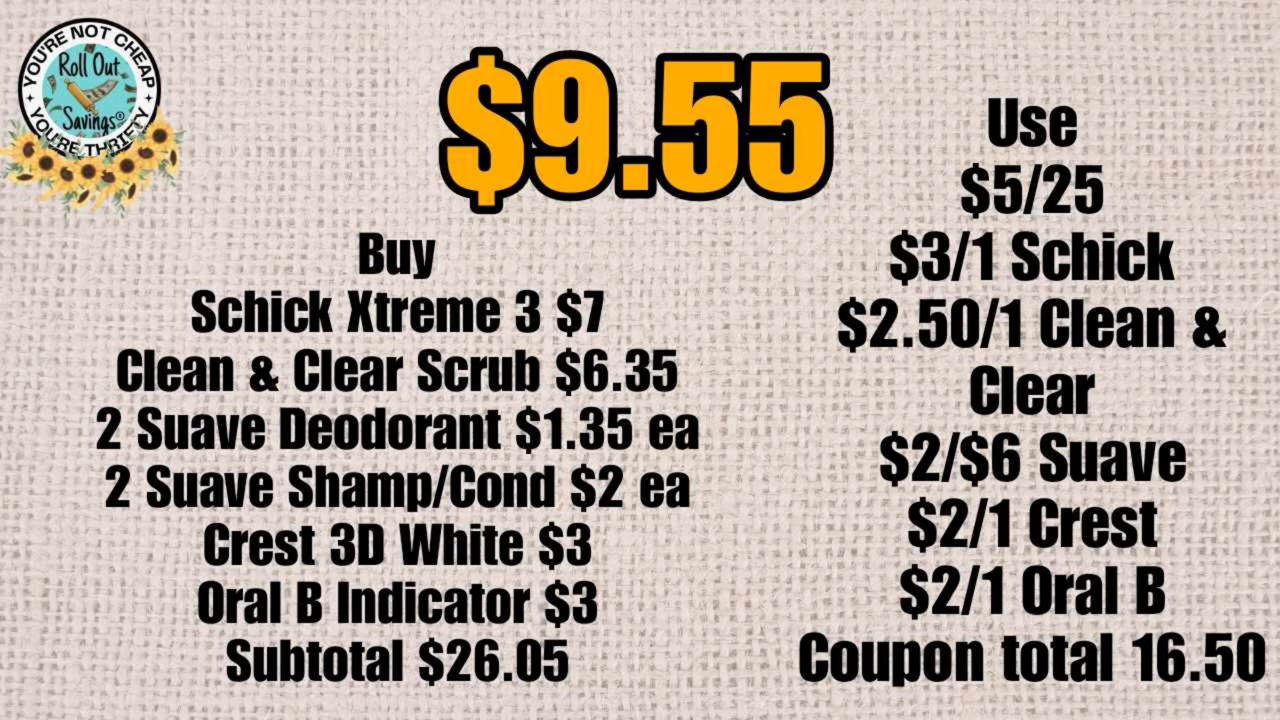 YOU'RE NOT CHEAP
Roll Out
Savings®
YOU'RE THRIFTY
$9.55
Buy
Schick Xtreme 3 $7
Clean & Clear Scrub $6.35
2 Suave Deodorant $1.35 ea
2 Suave Shamp/Cond $2 ea
Crest 3D White $3
Oral B Indicator $3
Subtotal $26.05
Use
$5/25
$3/1 Schick
$2.50/1 Clean &
Clear
$2/$6 Suave
$2/1 Crest
$2/1 Oral B
Coupon total 16.50